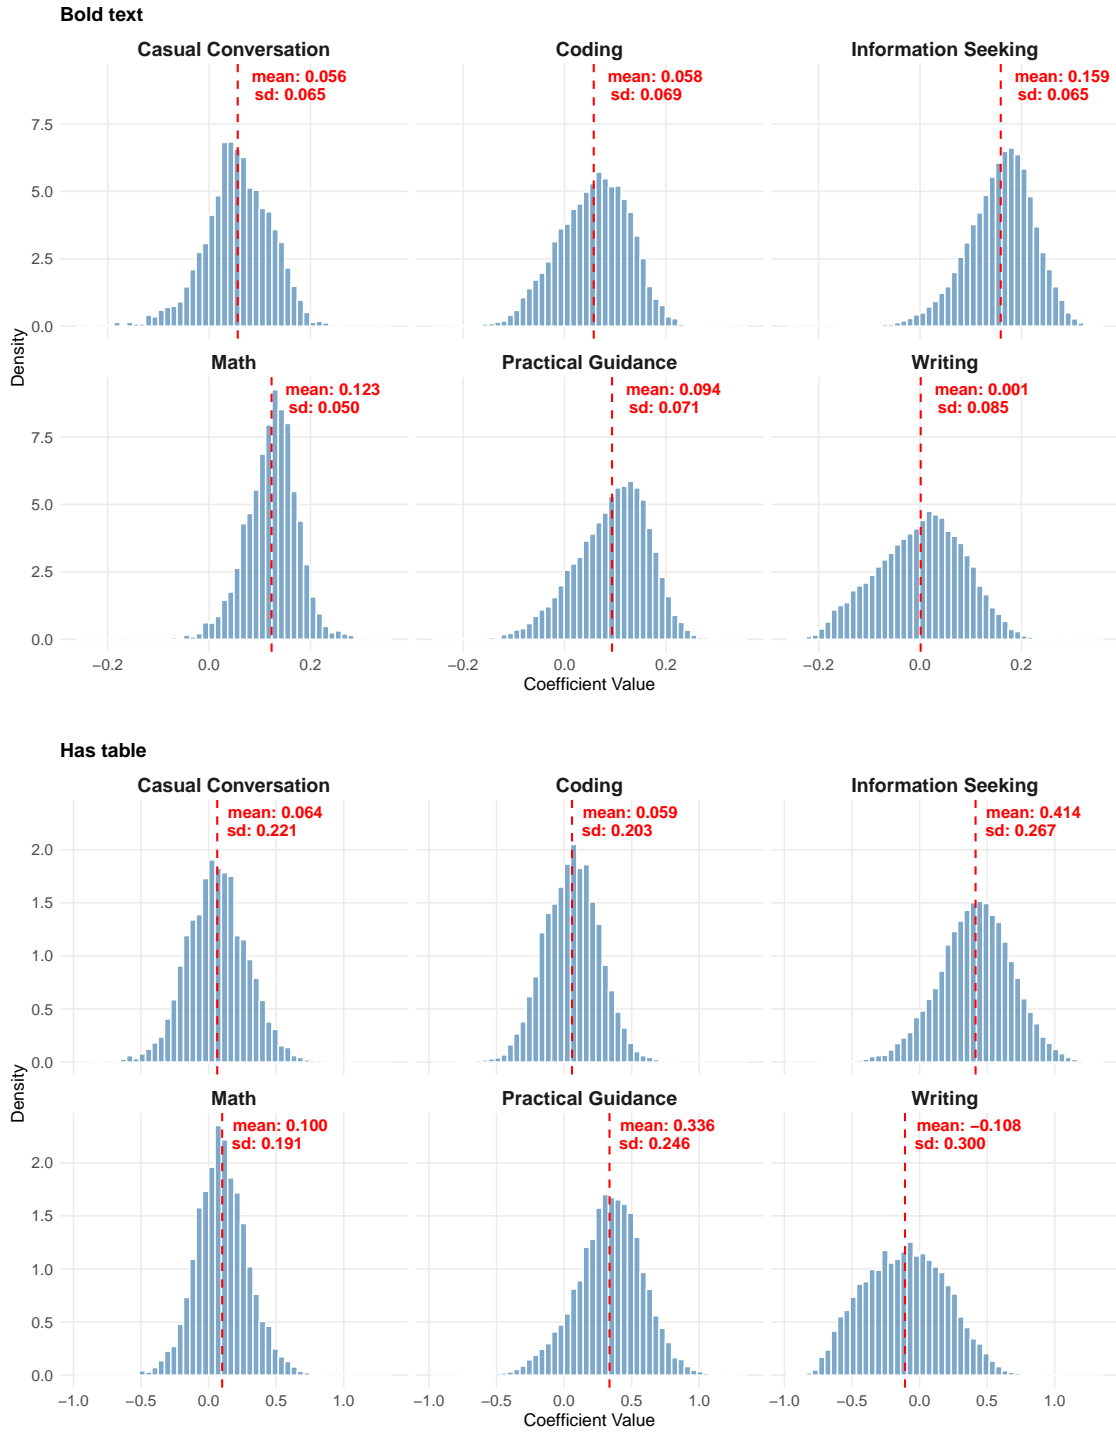 Bold text
Casual Conversation
Coding
Information Seeking
mean: 0.056
sd: 0.065
mean: 0.058
sd: 0.069
mean: 0.159
sd: 0.065
7.5
5.0
2.5
0.0
Density
Math
Practical Guidance
Writing
mean: 0.123
sd: 0.050
mean: 0.094
sd: 0.071
mean: 0.001
sd: 0.085
7.5
5.0
2.5
0.0
−0.2 0.0 0.2
−0.2 0.0 0.2
−0.2 0.0 0.2
Coefficient Value
Has table
Casual Conversation
Coding
Information Seeking
mean: 0.064
sd: 0.221
mean: 0.059
sd: 0.203
mean: 0.414
sd: 0.267
2.0
1.5
1.0
0.5
0.0
Density
Math
Practical Guidance
Writing
mean: 0.100
sd: 0.191
mean: 0.336
sd: 0.246
mean: −0.108
sd: 0.300
2.0
1.5
1.0
0.5
0.0
−1.0 −0.5 0.0 0.5 1.0
−1.0 −0.5 0.0 0.5 1.0
−1.0 −0.5 0.0 0.5 1.0
Coefficient Value